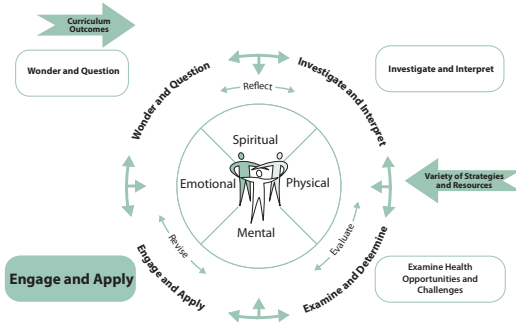 Curriculum
Outcomes
Wonder and Question
Investigate and Interpret
Wonder and Question
Investigate and Interpret
Reflect
Spiritual
Emotional
Physical
Mental
Variety of Strategies
and Resources
Revise
Evaluate
Engage and Apply
Engage and Apply
Examine and Determine
Examine Health
Opportunities and
Challenges